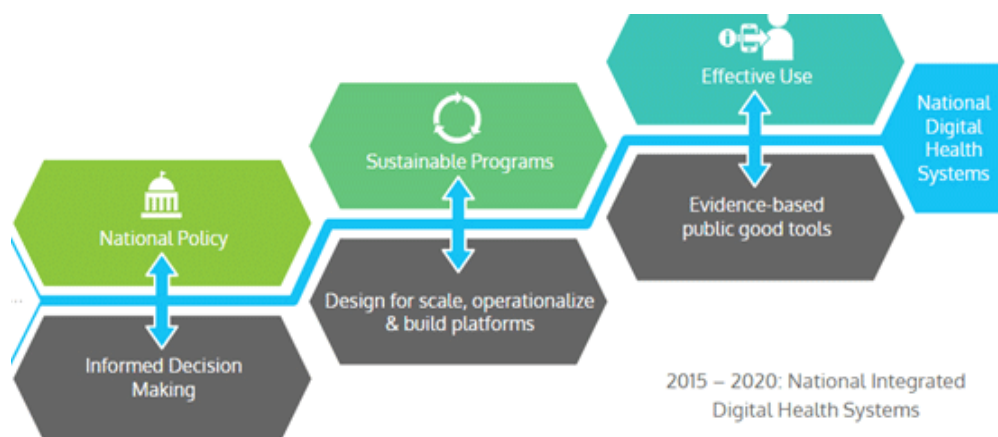 National Policy
Informed Decision
Making
Sustainable Programs
Design for scale, operationalize
& build platforms
Effective Use
Evidence-based
public good tools
National
Digital
Health
Systems
2015 – 2020: National Integrated
Digital Health Systems